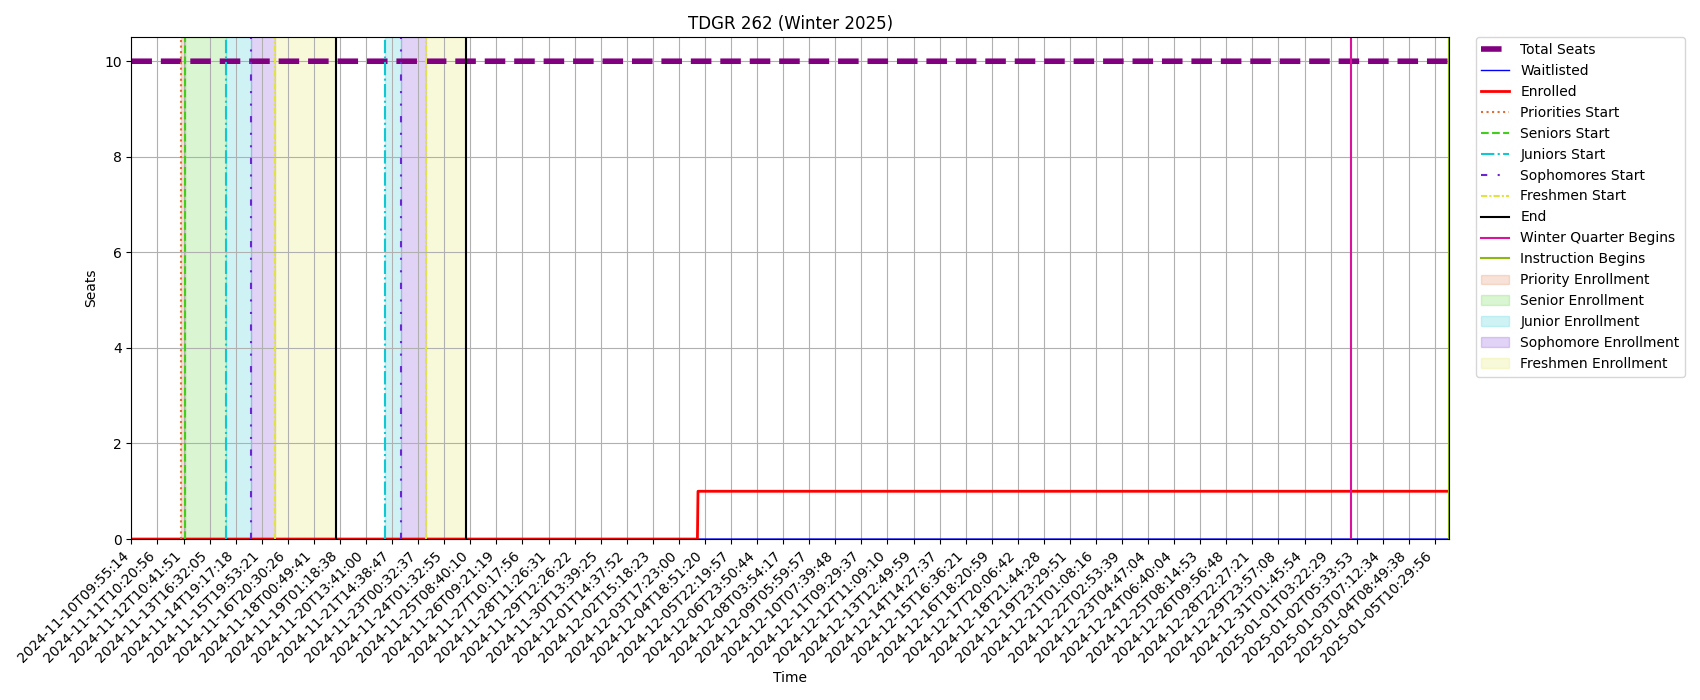 TDGR 262 (Winter 2025)
10
8
6
4
2
0
Seats
2024-11-10T09:55:14
2024-11-11T10:20:56
2024-11-12T10:41:51
2024-11-13T16:32:05
2024-11-14T19:17:18
2024-11-15T19:53:21
2024-11-16T20:30:26
2024-11-18T00:49:41
2024-11-19T01:18:38
2024-11-20T13:41:00
2024-11-21T14:38:47
2024-11-23T00:32:37
2024-11-24T01:32:55
2024-11-25T08:40:10
2024-11-26T09:21:19
2024-11-27T10:17:56
2024-11-28T11:26:31
2024-11-29T12:26:22
2024-11-30T13:39:25
2024-12-01T14:37:52
2024-12-02T15:18:23
2024-12-03T17:23:00
2024-12-04T18:51:20
2024-12-05T22:19:57
2024-12-06T23:50:44
2024-12-08T03:54:17
2024-12-09T05:59:57
2024-12-10T07:39:48
2024-12-11T09:29:37
2024-12-12T11:09:10
2024-12-13T12:49:59
2024-12-14T14:27:37
2024-12-15T16:36:21
2024-12-16T18:20:59
2024-12-17T20:06:42
2024-12-18T21:44:28
2024-12-19T23:29:51
2024-12-21T01:08:16
2024-12-22T02:53:39
2024-12-23T04:47:04
2024-12-24T06:40:04
2024-12-25T08:14:53
2024-12-26T09:56:48
2024-12-28T22:27:21
2024-12-29T23:57:08
2024-12-31T01:45:54
2025-01-01T03:22:29
2025-01-02T05:33:53
2025-01-03T07:12:34
2025-01-04T08:49:38
2025-01-05T10:29:56
Time
Total Seats
Waitlisted
Enrolled
Priorities Start
Seniors Start
Juniors Start
Sophomores Start
Freshmen Start
End
Winter Quarter Begins
Instruction Begins
Priority Enrollment
Senior Enrollment
Junior Enrollment
Sophomore Enrollment
Freshmen Enrollment